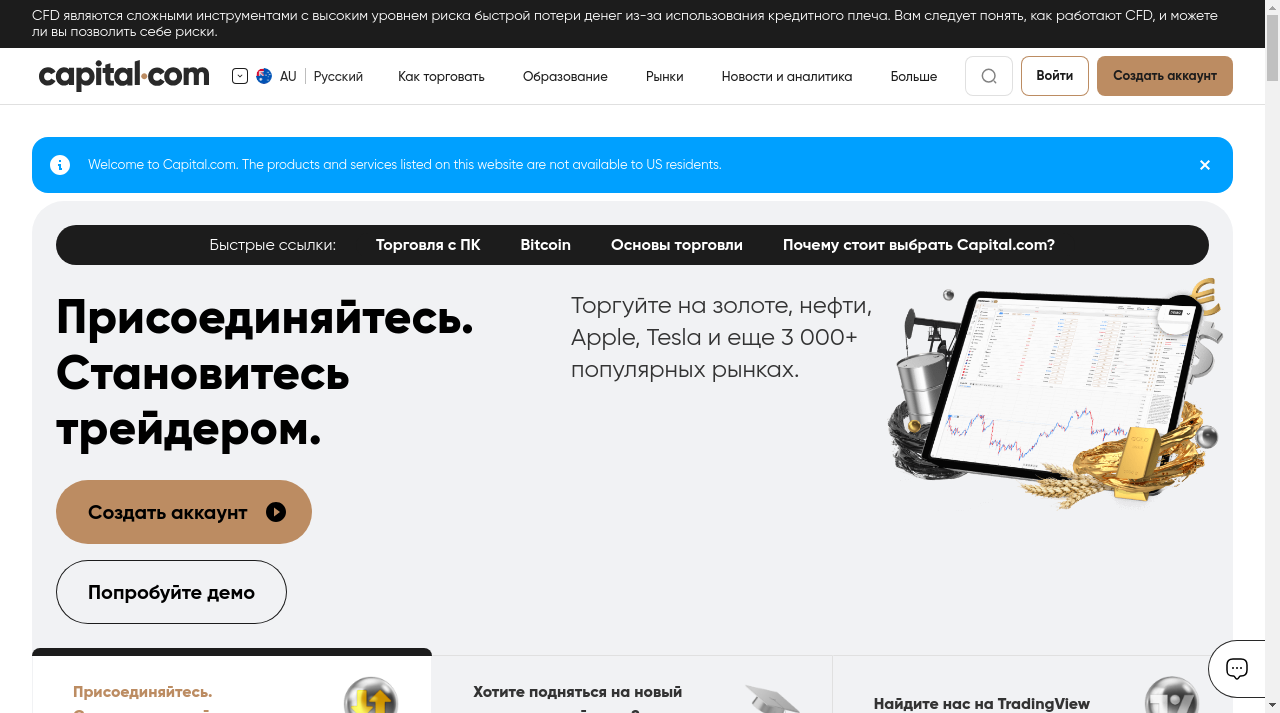 CFD являются сложными инструментами с высоким уровнем риска быстрой потери денег из-за использования кредитного плеча. Вам следует понять, как работают CFD, и можете
ли вы позволить себе риски.
capital.com AU Русский Как торговать Образование Рынки Новости и аналитика Больше Войти Создать аккаунт
Welcome to Capital.com. The products and services listed on this website are not available to US residents.
Быстрые ссылки: Торговля с ПК Bitcoin Основы торговли Почему стоит выбрать Capital.com?
Присоединяйтесь.
Становитесь
трейдером.
Торгуйте на золоте, нефти,
Apple, Tesla и еще 3 000+
популярных рынках.
Создать аккаунт
Попробуйте демо
Присоединяйтесь.
Хотите подняться на новый
Найдите нас на TradingView